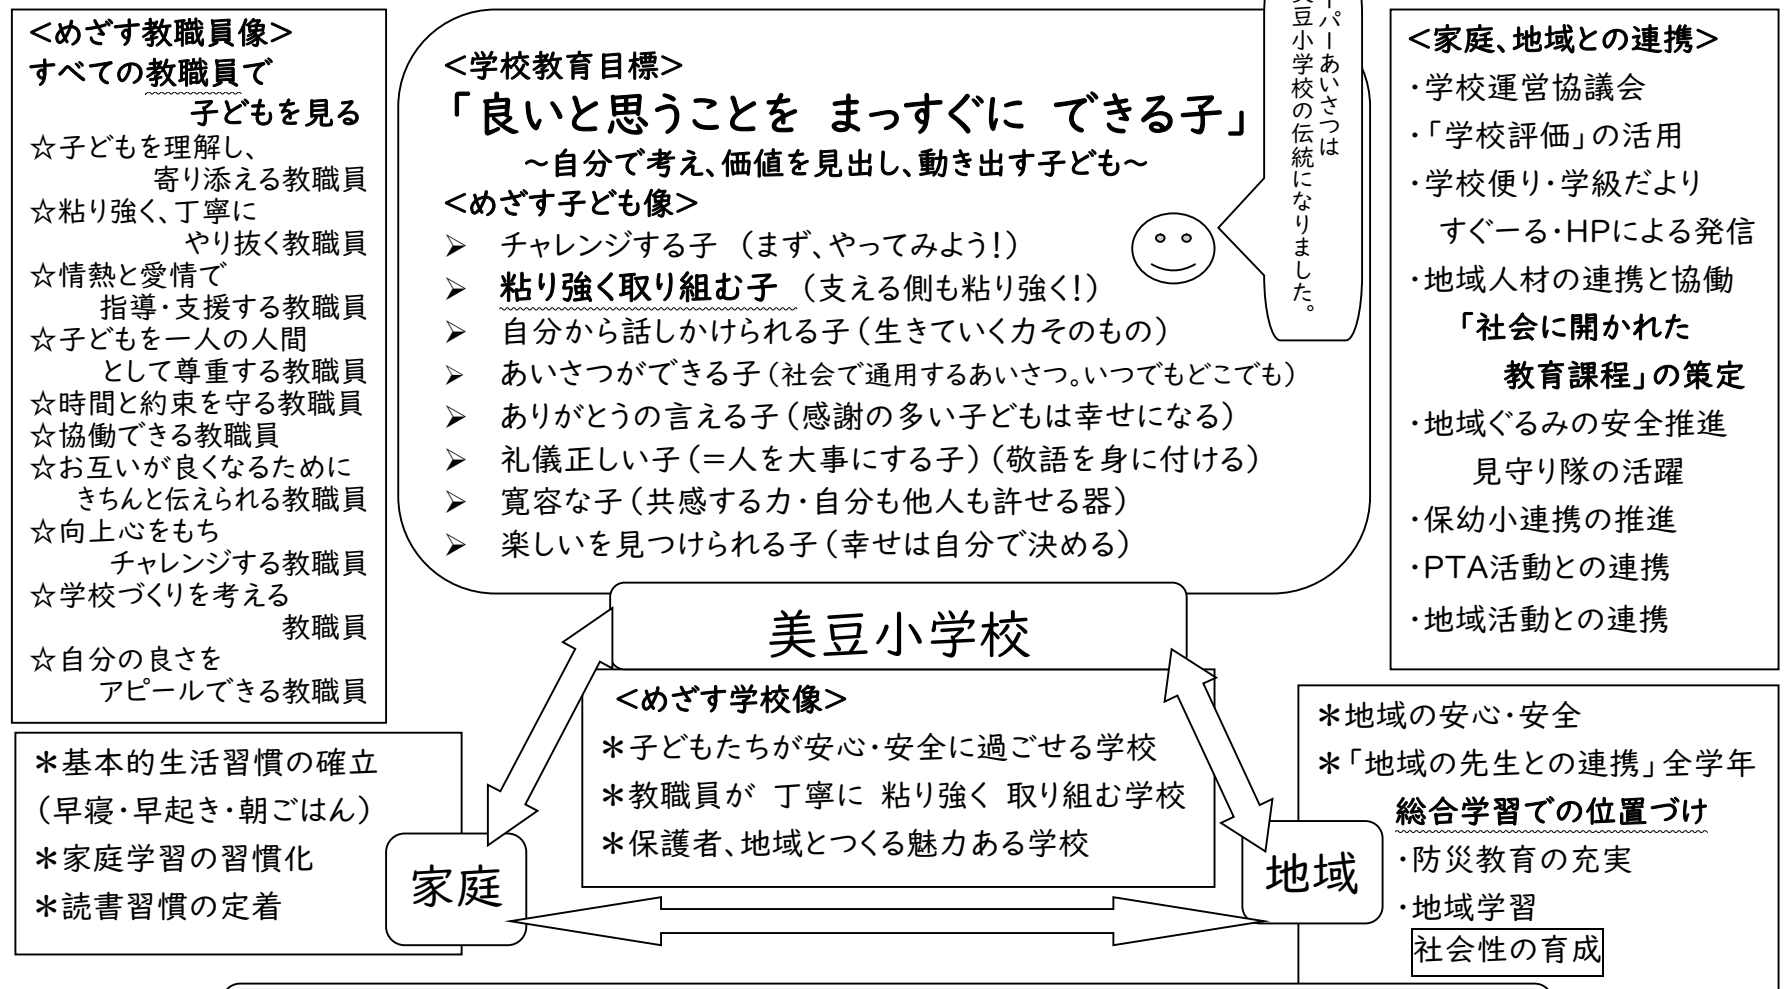 <めざす教職員像>
すべての教職員で
子どもを見る
☆子どもを理解し、
寄り添える教職員
☆粘り強く、丁寧に
やり抜く教職員
☆情熱と愛情で
指導・支援する教職員
☆子どもを一人の人間
として尊重する教職員
☆時間と約束を守る教職員
☆協働できる教職員
☆お互いが良くなるために
きちんと伝えられる教職員
☆向上心をもち
チャレンジする教職員
☆学校づくりを考える
教職員
☆自分の良さを
アピールできる教職員
<学校教育目標>
「良いと思うことを まっすぐに できる子」
~自分で考え、価値を見出し、動き出す子ども~
<めざす子ども像>
➢ チャレンジする子 (まず、やってみよう!)
➢ 粘り強く取り組む子 (支える側も粘り強く!)
➢ 自分から話しかけられる子(生きていく力そのもの)
➢ あいさつができる子(社会で通用するあいさつ。いつでもどこでも)
➢ ありがとうの言える子(感謝の多い子どもは幸せになる)
➢ 礼儀正しい子(=人を大事にする子)(敬語を身に付ける)
➢ 寛容な子(共感する力・自分も他人も許せる器)
➢ 楽しいを見つけられる子(幸せは自分で決める)
パーあいさつは
豆小学校の伝統になりました。
<家庭、地域との連携>
・学校運営協議会
・「学校評価」の活用
・学校便り・学級だより
すぐーる・HPによる発信
・地域人材の連携と協働
「社会に開かれた
教育課程」の策定
・地域ぐるみの安全推進
見守り隊の活躍
・保幼小連携の推進
・PTA活動との連携
・地域活動との連携
美豆小学校
<めざす学校像>
*子どもたちが安心・安全に過ごせる学校
*教職員が 丁寧に 粘り強く 取り組む学校
*保護者、地域とつくる魅力ある学校
*基本的生活習慣の確立
(早寝・早起き・朝ごはん)
*家庭学習の習慣化
*読書習慣の定着
家庭
地域
*地域の安心・安全
*「地域の先生との連携」全学年
総合学習での位置づけ
・防災教育の充実
・地域学習
社会性の育成